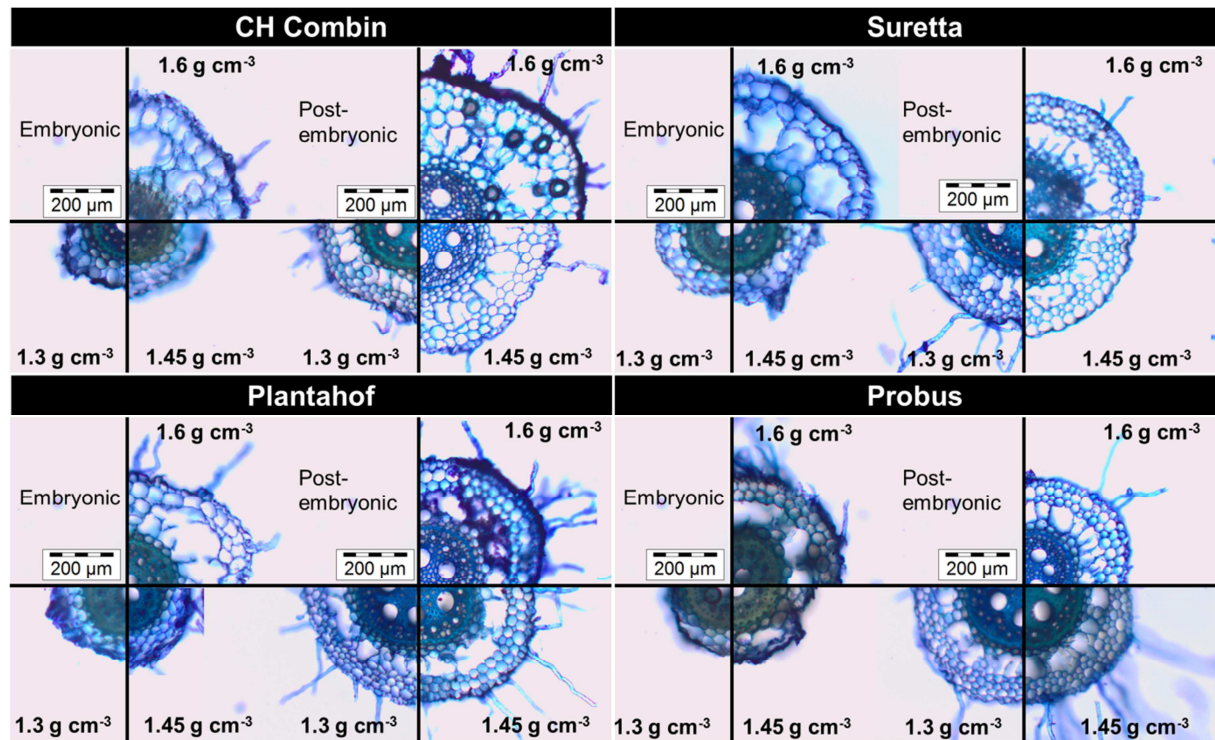 CH Combin
1.6 g cm-3
Embryonic
200 µm
1.3 g cm-3
1.45 g cm-3
1.6 g cm-3
Post-
embryonic
200 µm
1.3 g cm-3
1.45 g cm-3
Suretta
1.6 g cm-3
Embryonic
200 µm
1.3 g cm-3
1.45 g cm-3
1.6 g cm-3
Post-
embryonic
200 µm
1.3 g cm-3
1.45 g cm-3
Plantahof
1.6 g cm-3
Embryonic
200 µm
1.3 g cm-3
1.45 g cm-3
1.6 g cm-3
Post-
embryonic
200 µm
1.3 g cm-3
1.45 g cm-3
Probus
1.6 g cm-3
Embryonic
200 µm
1.3 g cm-3
1.45 g cm-3
1.6 g cm-3
Post-
embryonic
200 µm
1.3 g cm-3
1.45 g cm-3